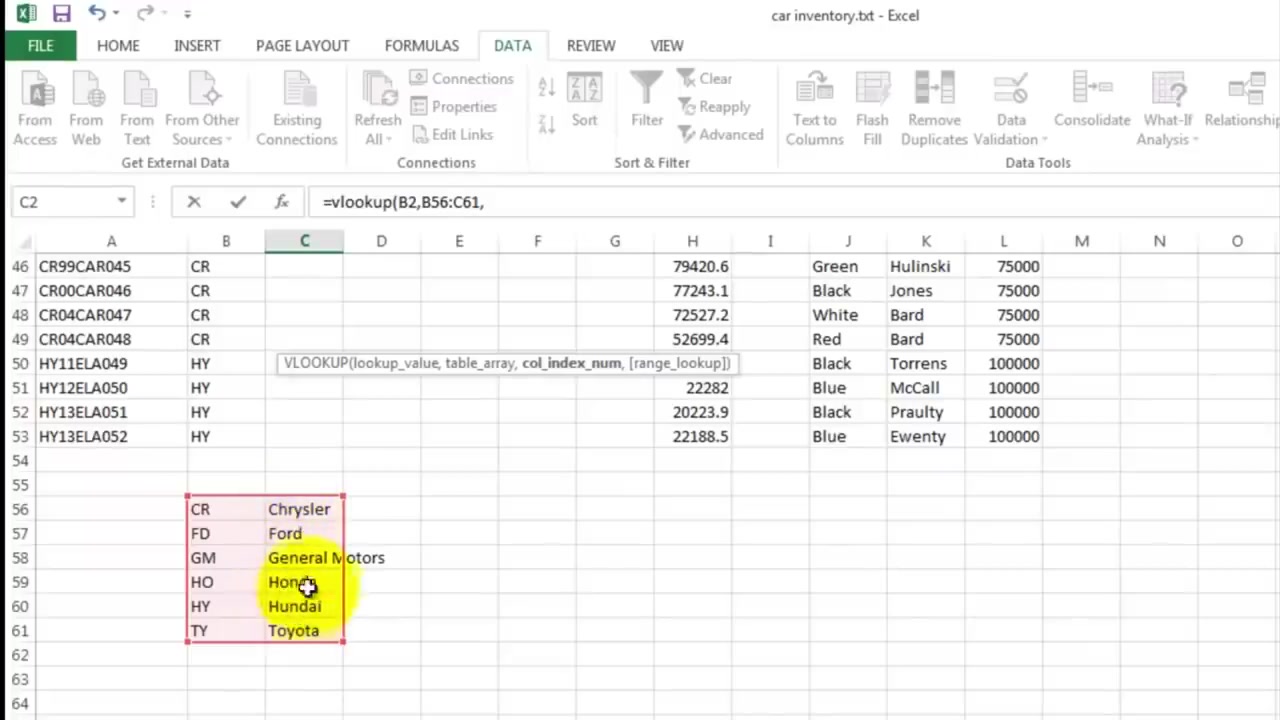 car inventory.txt - Excel
FILE HOME INSERT PAGE LAYOUT FORMULAS DATA REVIEW VIEW
From Access
From Web
From Text
From Other Sources
Existing Connections
Refresh All
Connections
Properties
Edit Links
Sort
Filter
Clear
Reapply
Advanced
Text to Columns
Flash Fill
Remove Duplicates
Data Validation
Consolidate
What-If Analysis
Get External Data Connections Sort & Filter Data Tools
C2 fx =vlookup(B2,B56:C61,
A B C D E F G H I J K L M N O
46 CR99CAR045 CR 79420.6 Green Hulinski 75000
47 CR00CAR046 CR 77243.1 Black Jones 75000
48 CR04CAR047 CR 72527.2 White Bard 75000
49 CR04CAR048 CR 52699.4 Red Bard 75000
50 HY11ELA049 HY VLOOKUP(lookup_value, table_array, col_index_num, [range_lookup]) Black Torrens 100000
51 HY12ELA050 HY 22282 Blue McCall 100000
52 HY13ELA051 HY 20223.9 Black Praulty 100000
53 HY13ELA052 HY 22188.5 Blue Ewenty 100000
54
55
56 CR Chrysler
57 FD Ford
58 GM General Motors
59 HO Honda
60 HY Hundai
61 TY Toyota
62
63
64